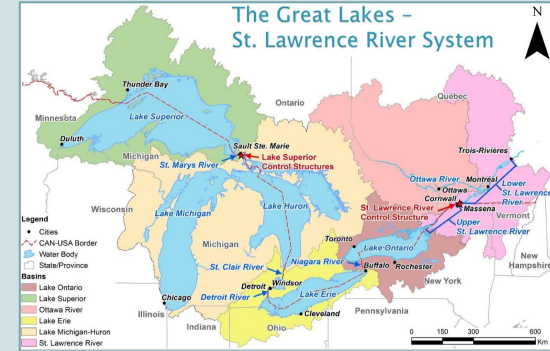 The Great Lakes –
St. Lawrence River System
N
Thunder Bay
Ontario
Québec
Minnesota
Lake Superior
Duluth
Sault Ste. Marie
Trois-Rivières
Michigan
St. Marys River
Lake Superior
Control Structures
Ottawa River
Montréal
Ottawa
Lower
St. Lawrence
River
Cornwall
St. Lawrence River
Control Structure
Massena
Vermont
Wisconsin
Lake Michigan
Lake Huron
Upper
St. Lawrence River
Legend
Cities
CAN-USA Border
Water Body
State/Province
Basins
Lake Ontario
Lake Superior
Ottawa River
Lake Erie
Lake Michigan-Huron
St. Lawrence River
Michigan
Toronto
Lake Ontario
New
Hampshire
St. Clair River
Niagara River
Buffalo
Rochester
New York
Detroit
Windsor
Detroit River
Lake Erie
Chicago
Cleveland
Pennsylvania
Illinois
Indiana
Ohio
0
150
300
600
Km